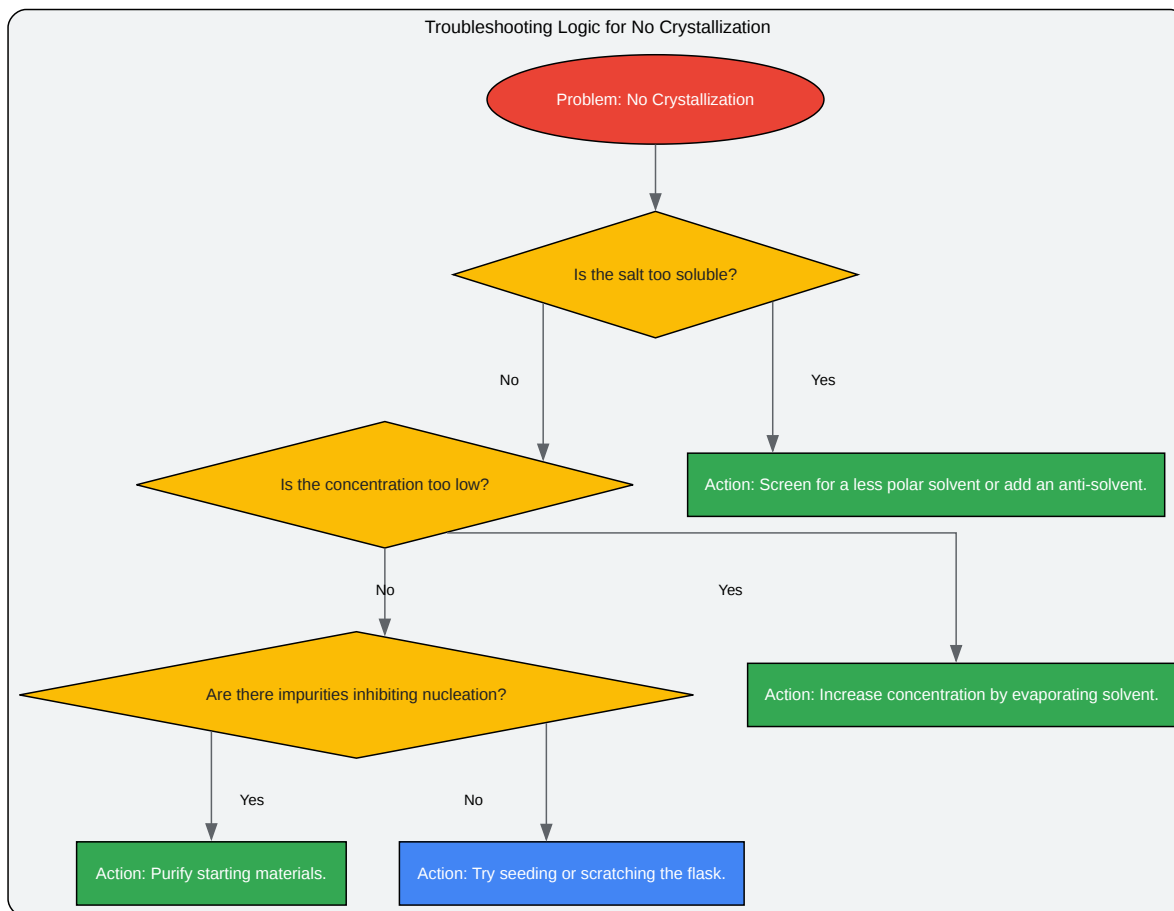 Troubleshooting Logic for No Crystallization
Problem: No Crystallization
Is the salt too soluble?
No
Yes
Is the concentration too low?
Action: Screen for a less polar solvent or add an anti-solvent.
No
Yes
Are there impurities inhibiting nucleation?
Action: Increase concentration by evaporating solvent.
Yes
No
Action: Purify starting materials.
Action: Try seeding or scratching the flask.